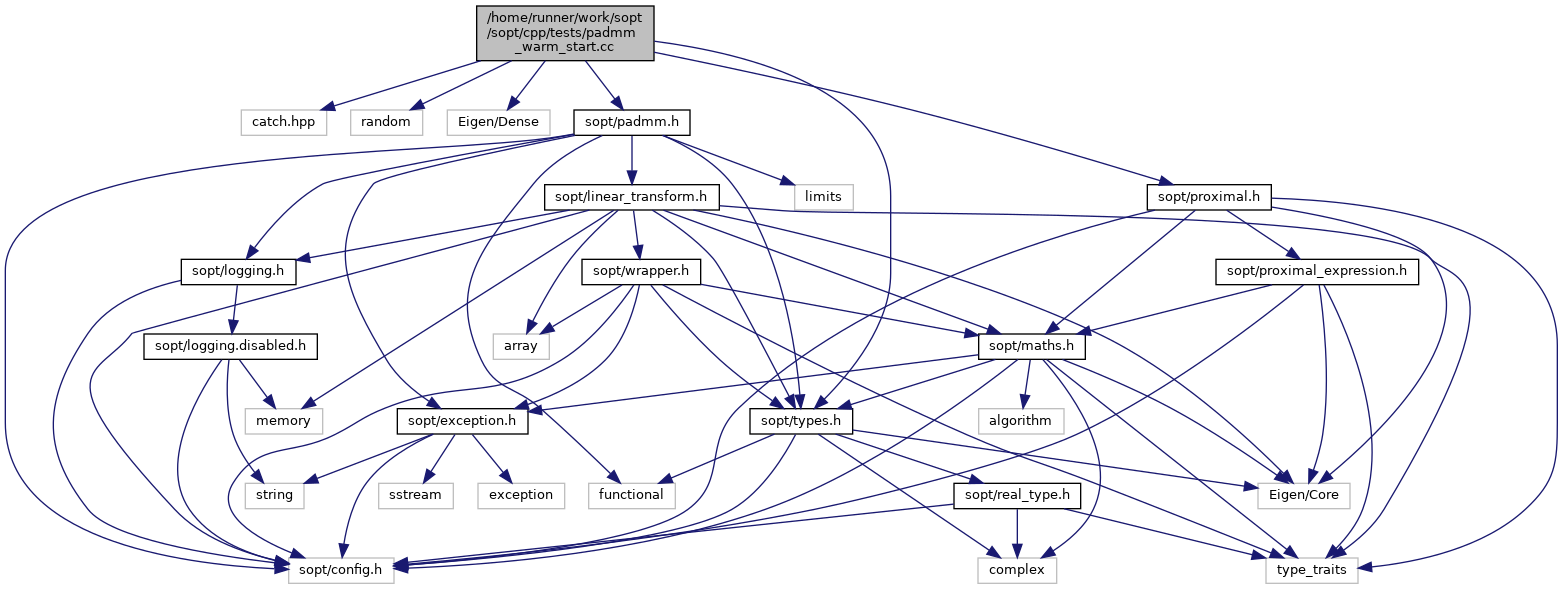 /home/runner/work/sopt
/sopt/cpp/tests/padmm
_warm_start.cc
catch.hpp
random
Eigen/Dense
sopt/padmm.h
sopt/linear_transform.h
limits
sopt/proximal.h
sopt/logging.h
sopt/wrapper.h
sopt/proximal_expression.h
sopt/logging.disabled.h
array
sopt/maths.h
memory
sopt/exception.h
sopt/types.h
algorithm
string
sstream
exception
functional
sopt/real_type.h
Eigen/Core
sopt/config.h
complex
type_traits